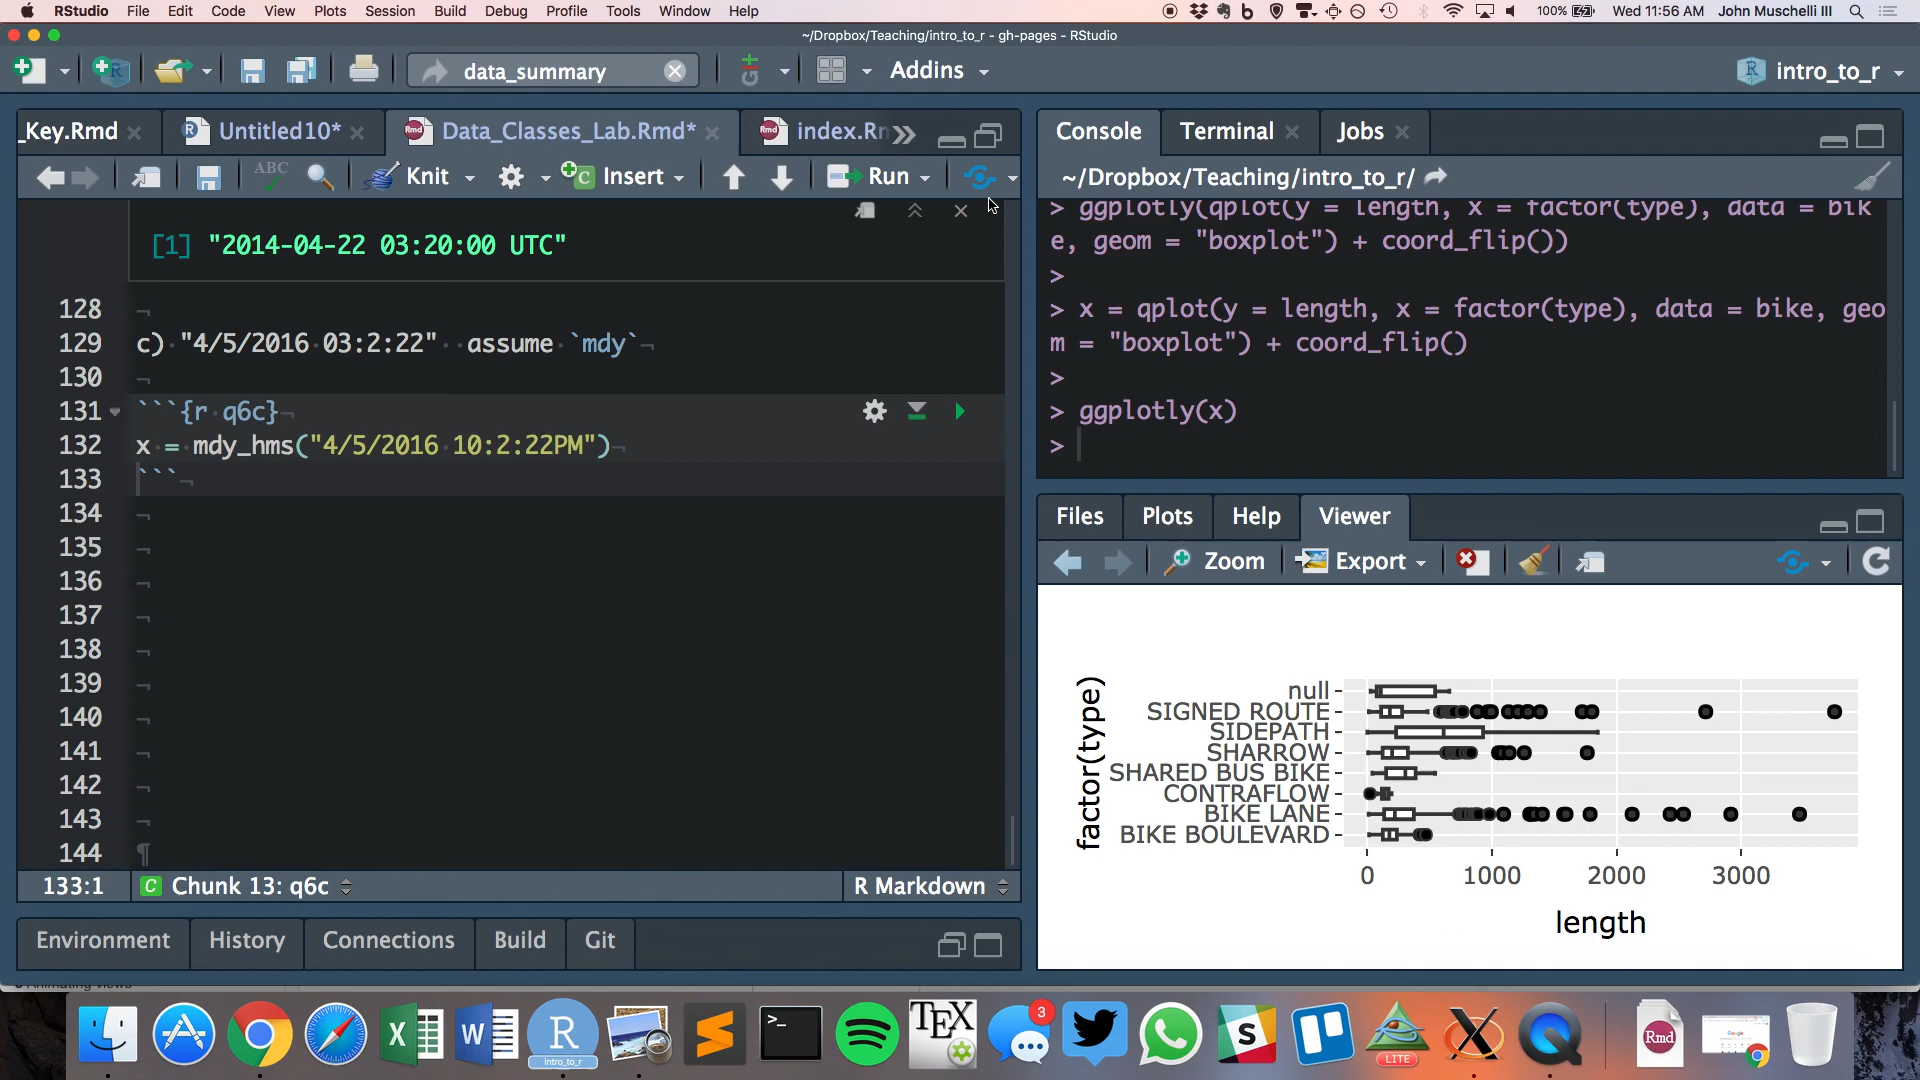 RStudio File Edit Code View Plots Session Build Debug Profile Tools Window Help 100% Wed 11:56 AM John Muschelli III
~/Dropbox/Teaching/intro_to_r - gh-pages - RStudio
data_summary Addins intro_to_r
_Key.Rmd Untitled10* Data_Classes_Lab.Rmd* index.Rm
ABC Knit Insert Run
[1] "2014-04-22 03:20:00 UTC"
128
129 c) "4/5/2016 03:2:22"  assume `mdy`
130
131 ```{r q6c}
132 x = mdy_hms("4/5/2016 10:2:22PM")
133 ```
134
135
136
137
138
139
140
141
142
143
144
133:1 C Chunk 13: q6c R Markdown
Environment History Connections Build Git
Console Terminal Jobs
~/Dropbox/Teaching/intro_to_r/
> ggplotly(qplot(y = length, x = factor(type), data = bik
e, geom = "boxplot") + coord_flip())
>
> x = qplot(y = length, x = factor(type), data = bike, geo
m = "boxplot") + coord_flip()
>
> ggplotly(x)
>
Files Plots Help Viewer
Zoom Export
factor(type)
null
SIGNED ROUTE
SIDEPATH
SHARROW
SHARED BUS BIKE
CONTRAFLOW
BIKE LANE
BIKE BOULEVARD
0 1000 2000 3000
length
intro_to_r
TEX
3
LITE
Rmd